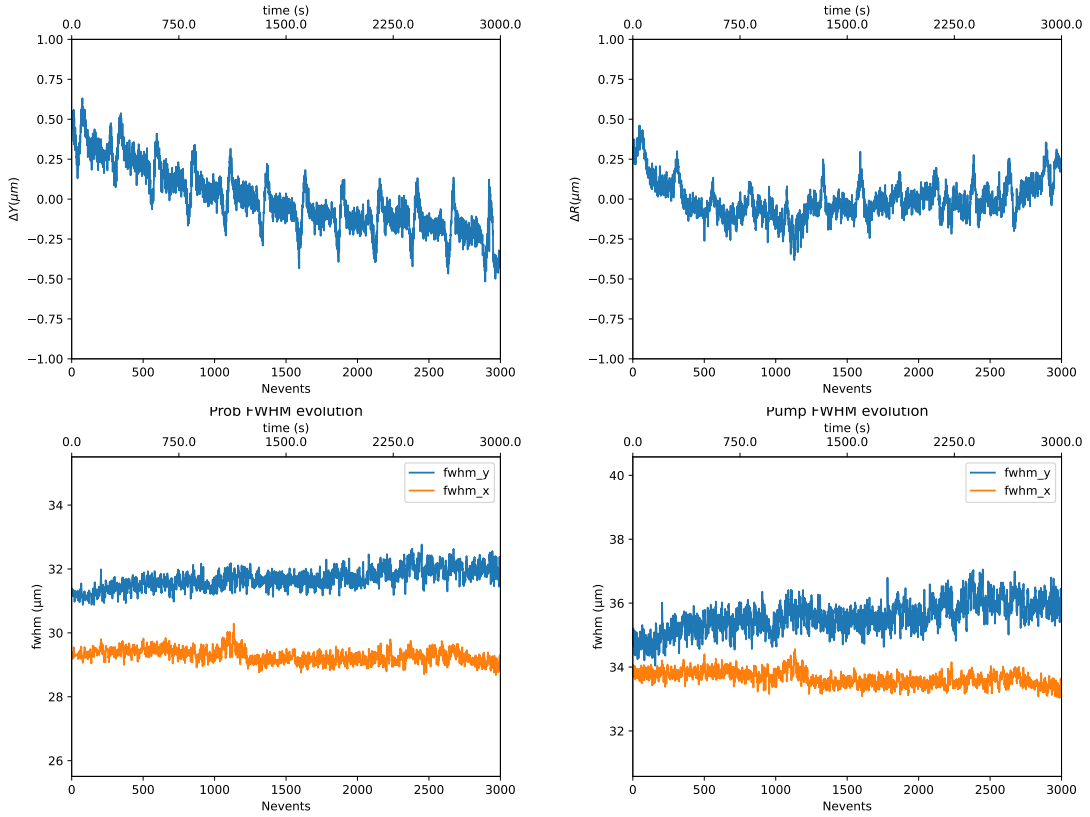 time (s)
0.0 750.0 1500.0 2250.0 3000.0
1.00
0.75
0.50
0.25
0.00
−0.25
−0.50
−0.75
−1.00
ΔY(μm)
0 500 1000 1500 2000 2500 3000
Nevents
time (s)
0.0 750.0 1500.0 2250.0 3000.0
1.00
0.75
0.50
0.25
0.00
−0.25
−0.50
−0.75
−1.00
ΔR(μm)
0 500 1000 1500 2000 2500 3000
Nevents
Prob FWHM evolution
time (s)
0.0 750.0 1500.0 2250.0 3000.0
fwhm_y
fwhm_x
34
32
30
28
26
fwhm (μm)
0 500 1000 1500 2000 2500 3000
Nevents
Pump FWHM evolution
time (s)
0.0 750.0 1500.0 2250.0 3000.0
fwhm_y
fwhm_x
40
38
36
34
32
fwhm (μm)
0 500 1000 1500 2000 2500 3000
Nevents